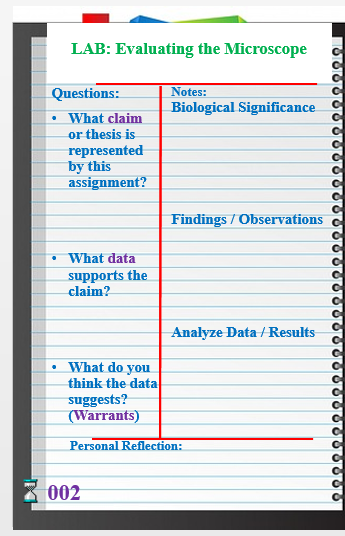 LAB: Evaluating the Microscope
Questions:
• What claim
or thesis is
represented
by this
assignment?
• What data
supports the
claim?
• What do you
think the data
suggests?
(Warrants)
Notes:
Biological Significance
Findings / Observations
Analyze Data / Results
Personal Reflection:
002